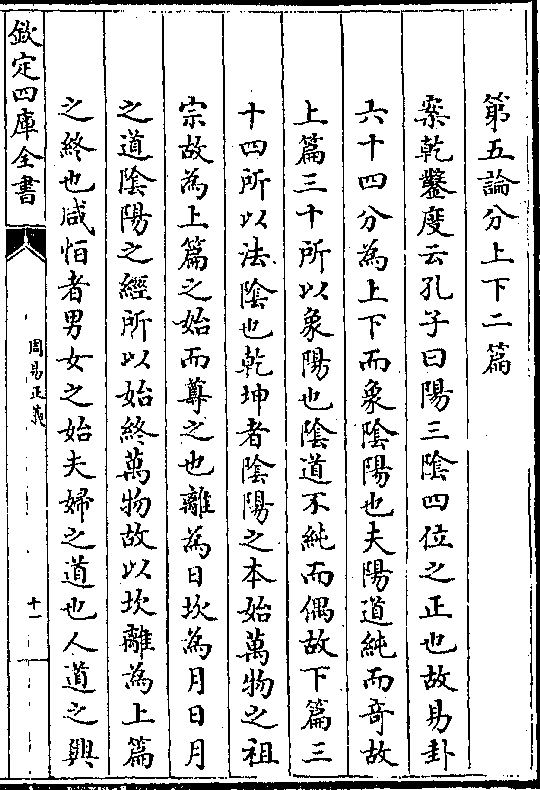 第五論分上下二篇
案乾鑿度云孔子曰陽三陰四位之正也故易卦
六十四分為上下而象陰陽也夫陽道純而竒故
上篇三十所以象陽也陰道不純而偶故下篇三
十四所以法陰也乾坤者陰陽之本始萬物之祖
宗故為上篇之始而尊之也離為日坎為月日月
之道陰陽之經所以始終萬物故以坎離為上篇
之終也咸恒者男女之始夫婦之道也人道之興
欽定四庫全書
周易正義
十一